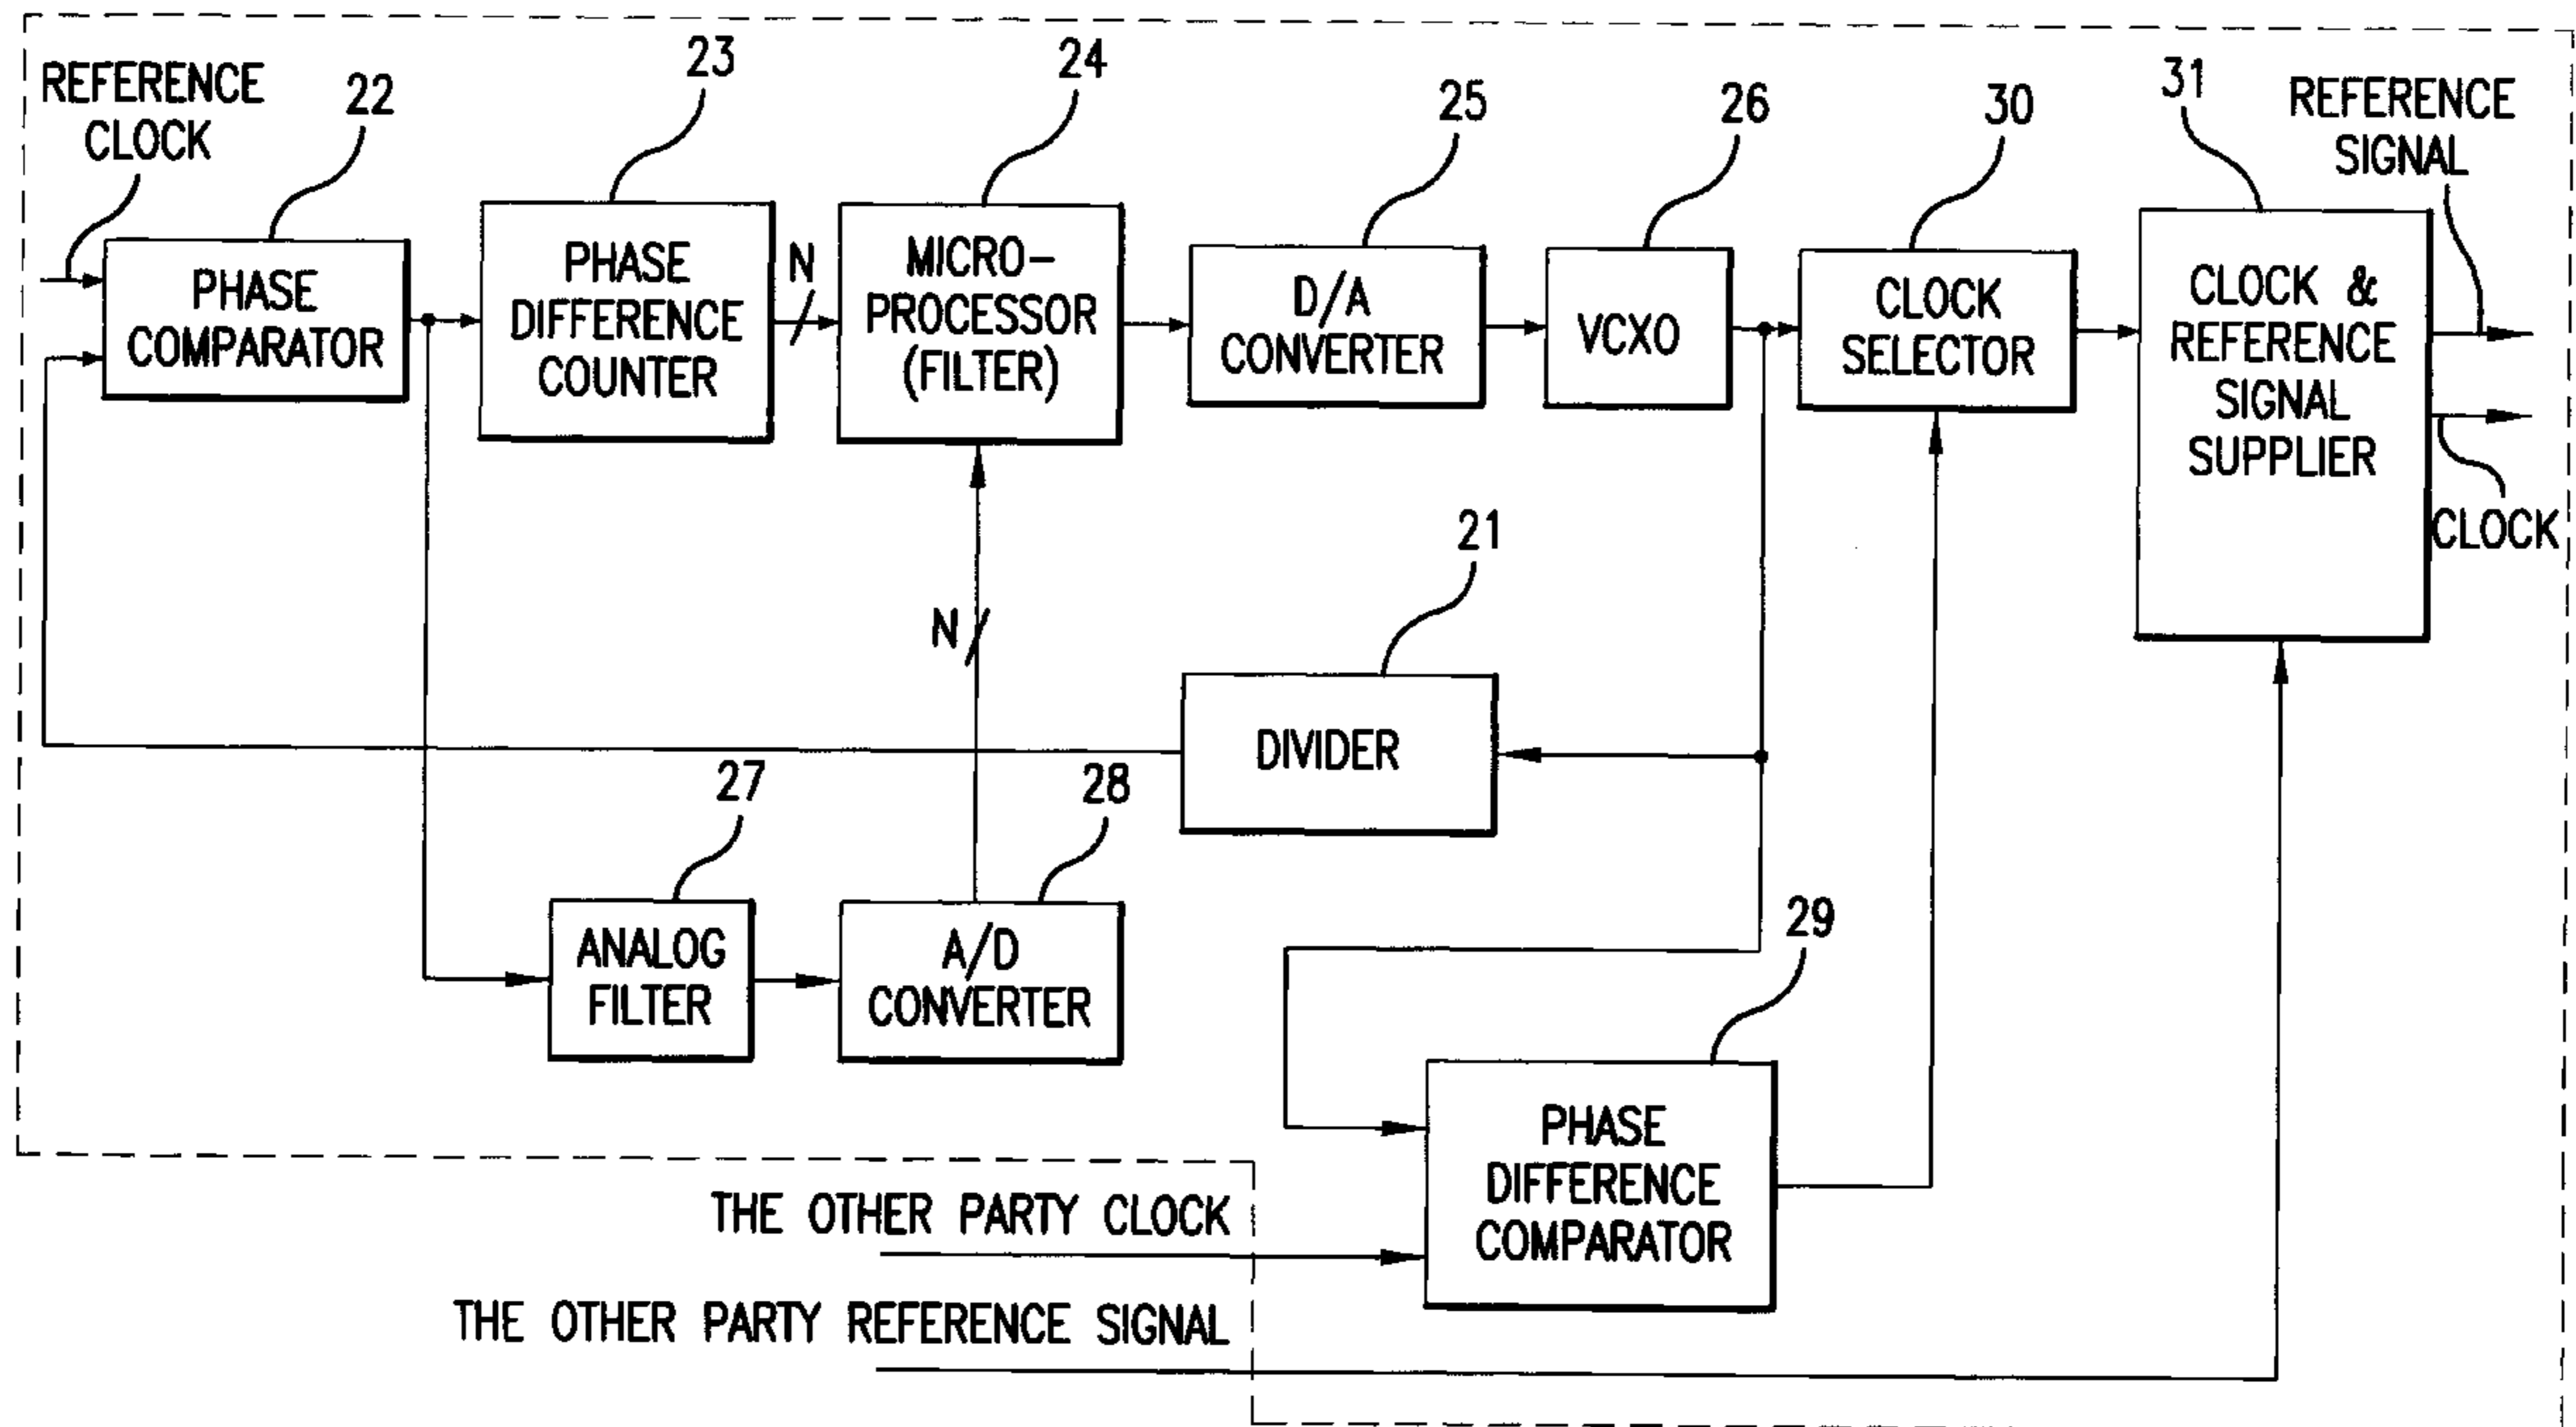 REFERENCE
CLOCK
22
23
24
25
26
30
31
REFERENCE
SIGNAL
PHASE
COMPARATOR
PHASE
DIFFERENCE
COUNTER
N
MICRO-
PROCESSOR
(FILTER)
D/A
CONVERTER
VCXO
CLOCK
SELECTOR
CLOCK &
REFERENCE
SIGNAL
SUPPLIER
CLOCK
21
N
DIVIDER
27
28
ANALOG
FILTER
A/D
CONVERTER
29
PHASE
DIFFERENCE
COMPARATOR
THE OTHER PARTY CLOCK
THE OTHER PARTY REFERENCE SIGNAL